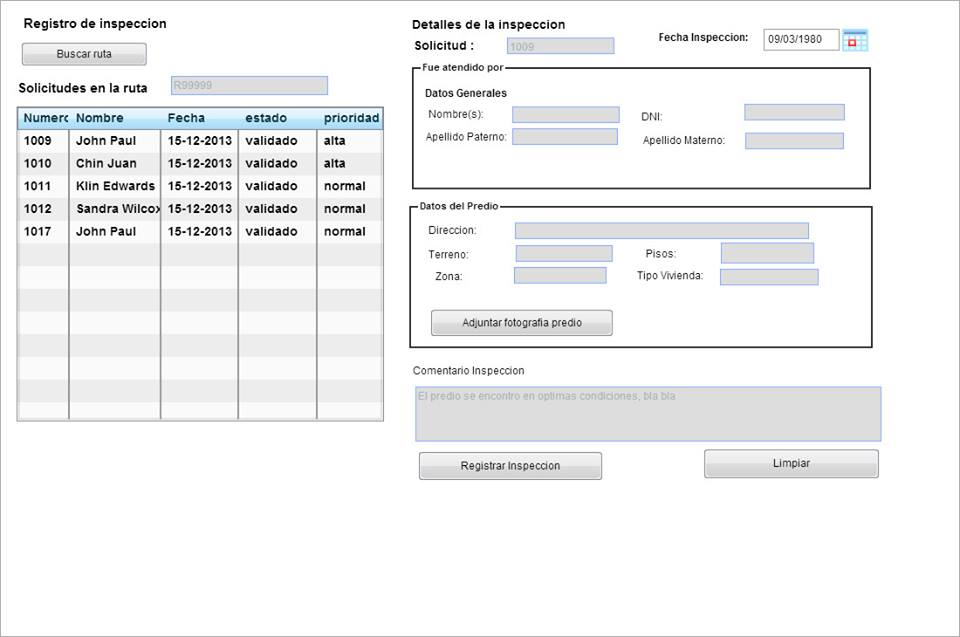 Registro de inspeccion
Buscar ruta
Solicitudes en la ruta R99999
Numerc Nombre Fecha estado prioridad
1009 John Paul 15-12-2013 validado alta
1010 Chin Juan 15-12-2013 validado alta
1011 Klin Edwards 15-12-2013 validado normal
1012 Sandra Wilcox 15-12-2013 validado normal
1017 John Paul 15-12-2013 validado normal
Detalles de la inspeccion
Solicitud : 1009 Fecha Inspeccion: 09/03/1980
Fue atendido por
Datos Generales
Nombre(s): DNI:
Apellido Paterno: Apellido Materno:
Datos del Predio
Direccion:
Terreno: Pisos:
Zona: Tipo Vivienda:
Adjuntar fotografia predio
Comentario Inspeccion
El predio se encontro en optimas condiciones, bla bla
Registrar Inspeccion Limpiar